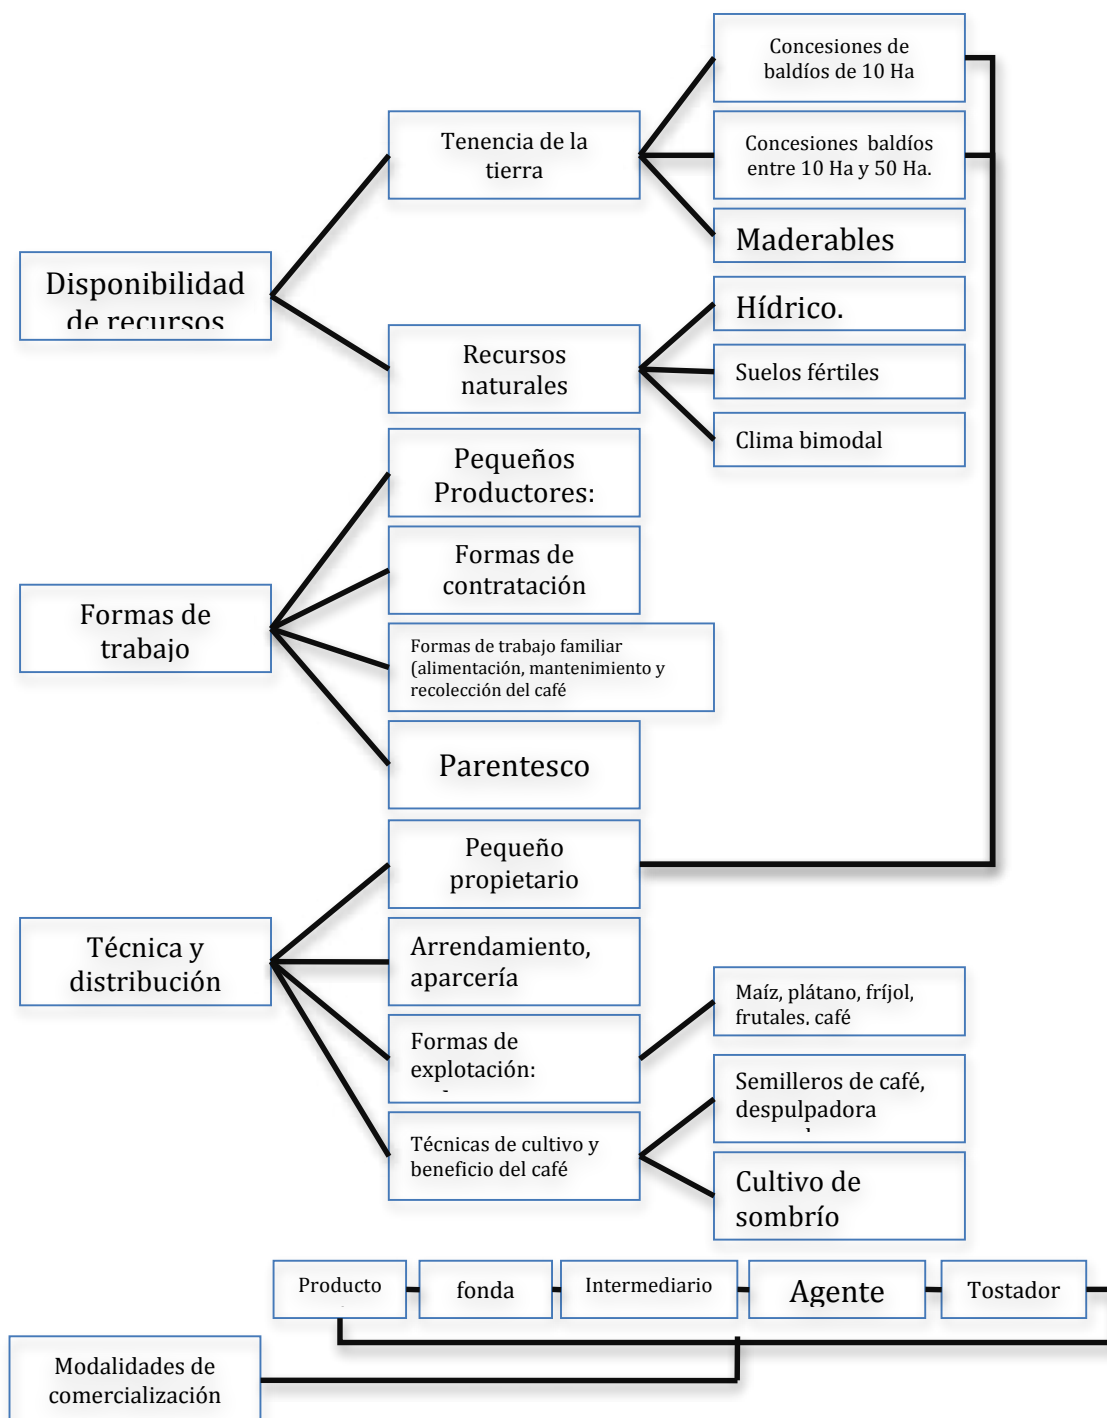 Concesiones de
baldíos de 10 Ha
Tenencia de la
tierra
Concesiones baldíos
entre 10 Ha y 50 Ha.
Maderables
Disponibilidad
de recursos
Hídrico.
Recursos
naturales
Suelos fértiles
Clima bimodal
Pequeños
Productores:
Formas de
contratación
Formas de
trabajo
Formas de trabajo familiar
(alimentación, mantenimiento y
recolección del café
Parentesco
Pequeño
propietario
Técnica y
distribución
Arrendamiento,
aparcería
Maíz, plátano, fríjol,
frutales, café
Formas de
explotación:
Semilleros de café,
despulpadora
Técnicas de cultivo y
beneficio del café
Cultivo de
sombrío
Producto
fonda
Intermediario
Agente
Tostador
Modalidades de
comercialización